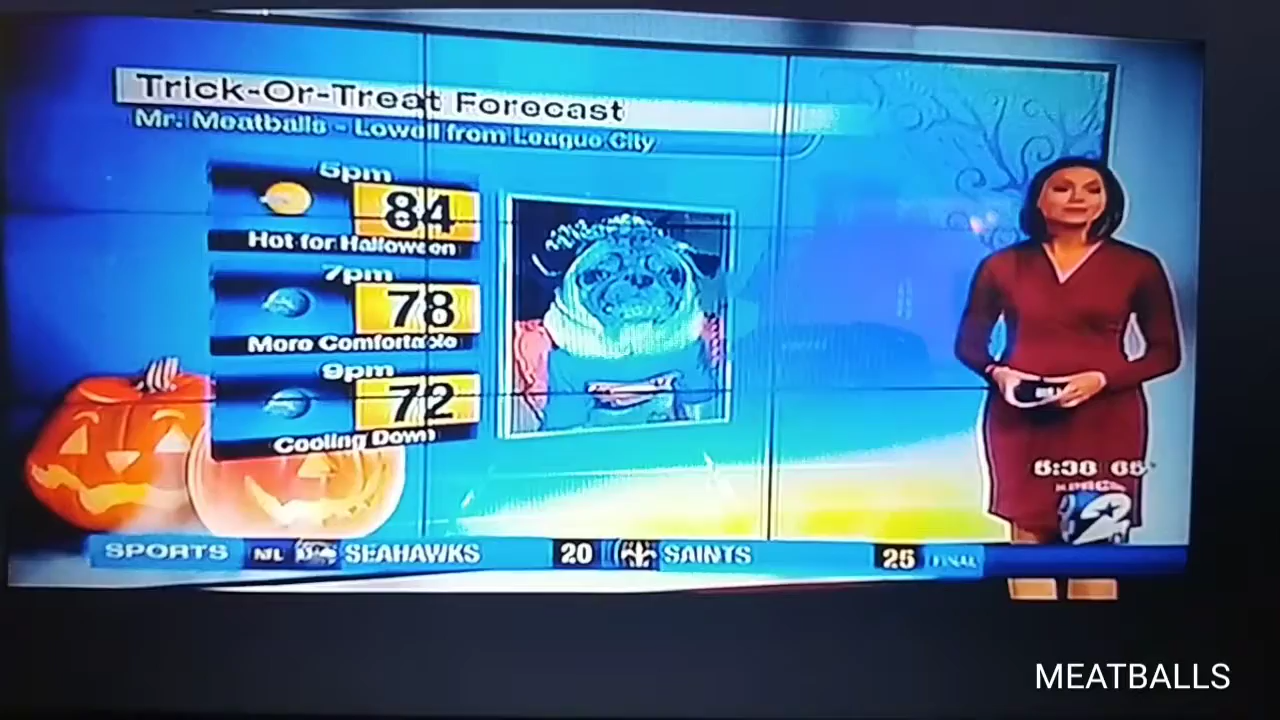 Trick-Or-Treat Forecast
Mr. Meatballs - Lowell from League City
5pm
84
Hot for Halloween
7pm
78
More Comfortable
9pm
72
Cooling Down
6:38 65°
KPRC
2
SPORTS NFL SEAHAWKS 20 SAINTS 25 FINAL
MEATBALLS